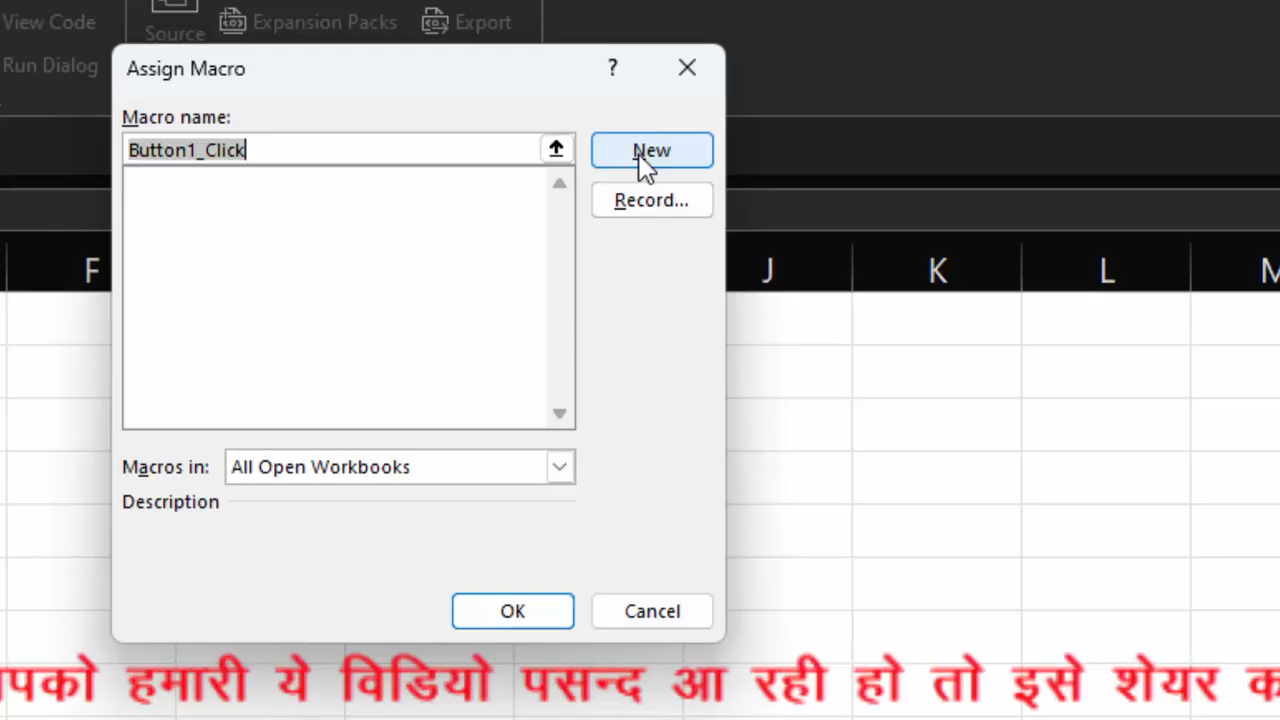 View Code
Source
Expansion Packs
Export
Run Dialog
Assign Macro
?
Macro name:
Button1_Click
New
Record...
F
J
K
L
Macros in:
All Open Workbooks
Description
OK
Cancel
हमारी ये विडियो पसन्द आ रही हो तो इसे शेयर